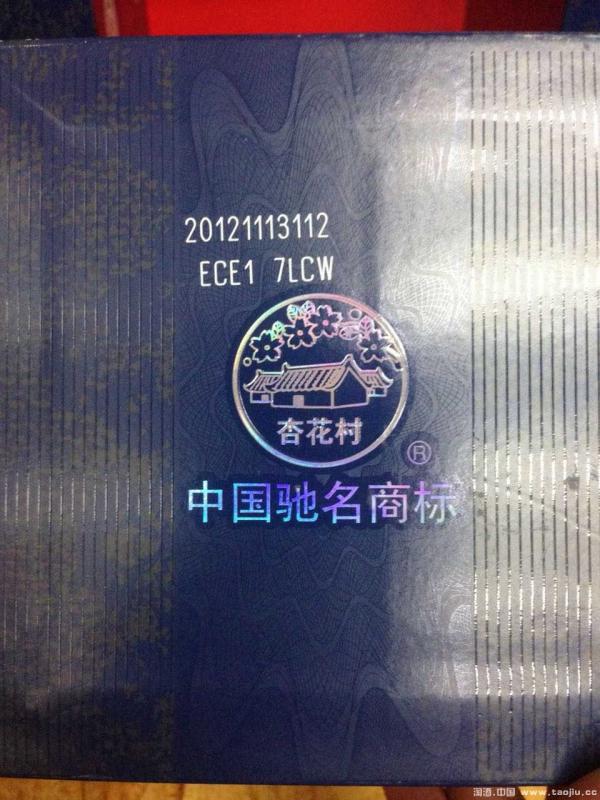 20121113112
ECE1 7LCW
杏花村
®
中国驰名商标
淘酒.中国 www.taojiu.cc